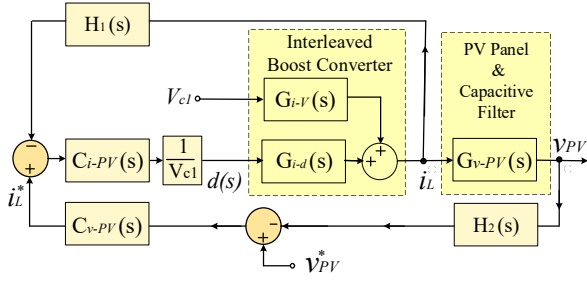 H1(s)
Interleaved
Boost Converter
PV Panel
&
Capacitive
Filter
Vc1
Gi-V(s)
−
+
Ci-PV(s)
1
Vc1
d(s)
Gi-d(s)
+
+
iL
Gv-PV(s)
vPV
iL*
Cv-PV(s)
−
+
H2(s)
vPV*